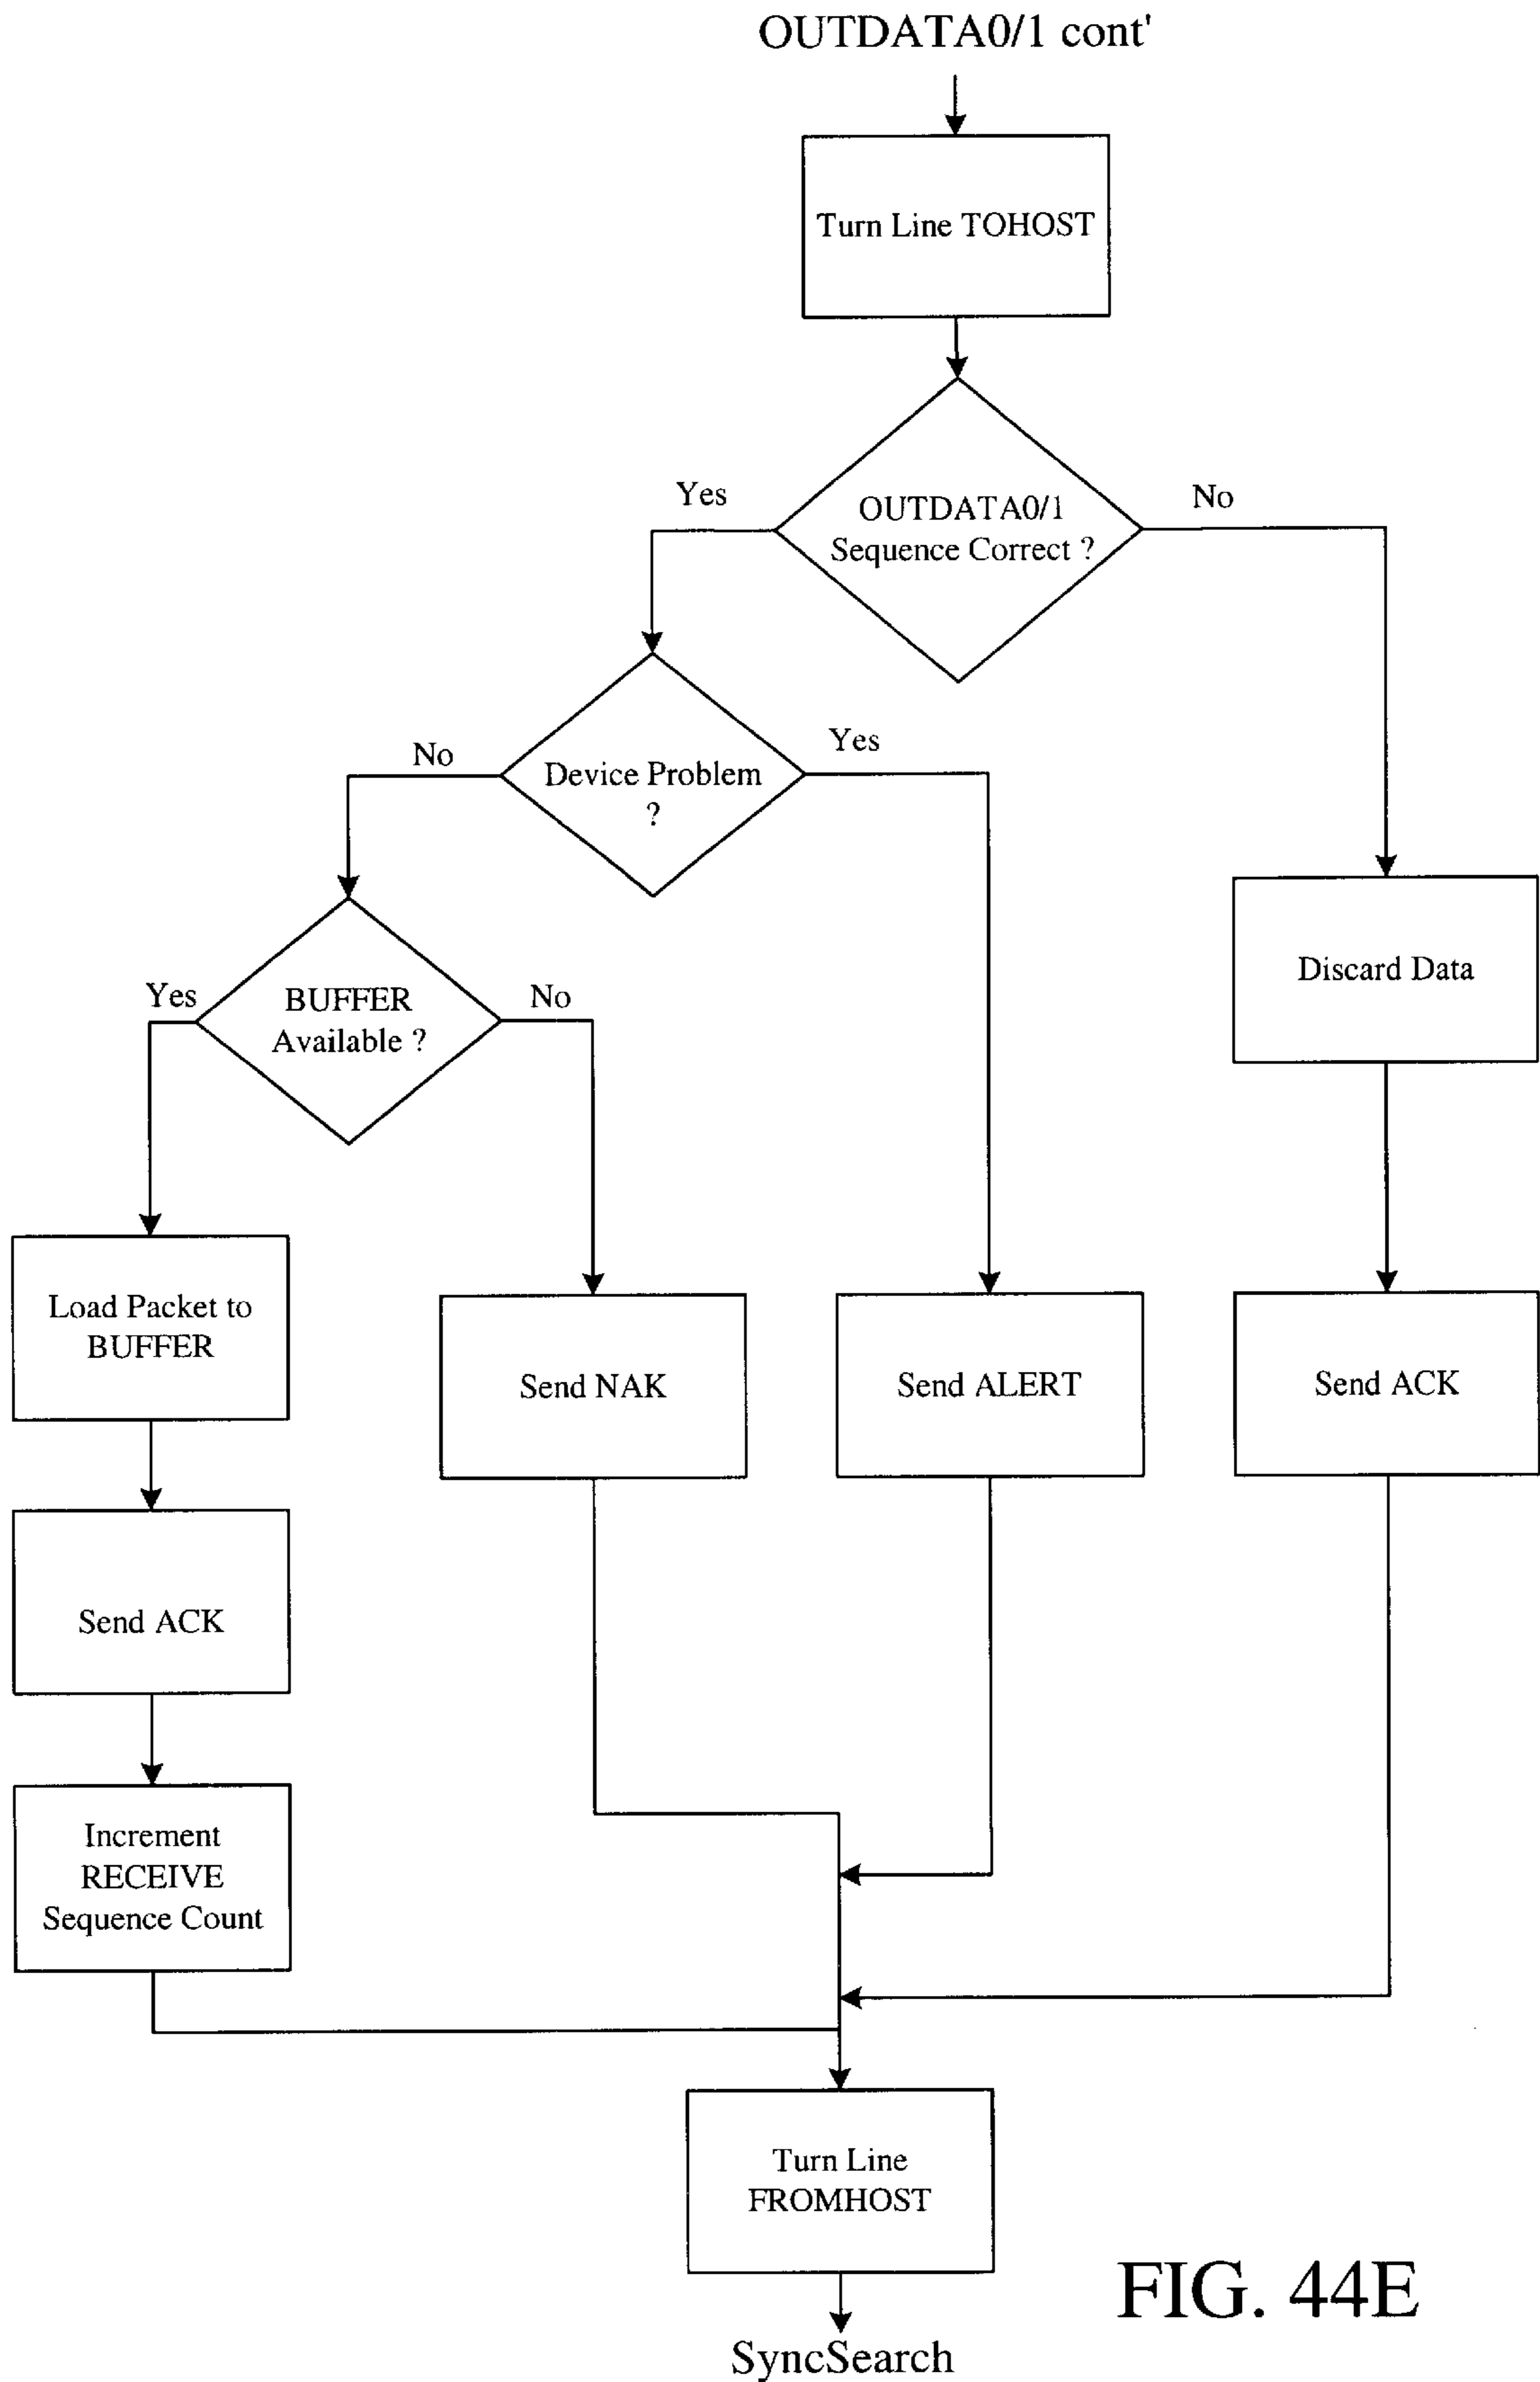 OUTDATA0/1 cont'
Turn Line TOHOST
Yes
No
OUTDATA0/1
Sequence Correct ?
No
Yes
Device Problem
?
Yes
No
BUFFER
Available ?
Discard Data
Load Packet to
BUFFER
Send NAK
Send ALERT
Send ACK
Send ACK
Increment
RECEIVE
Sequence Count
Turn Line
FROMHOST
FIG. 44E
SyncSearch